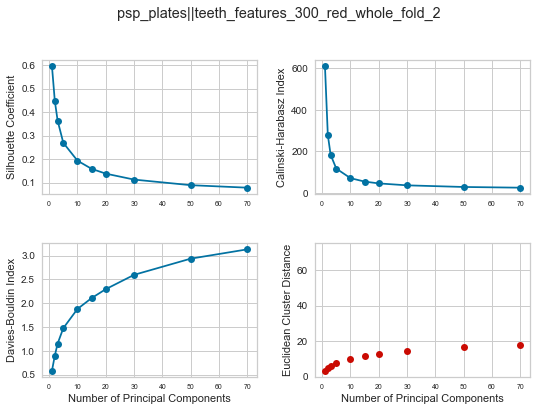 psp_plates||teeth_features_300_red_whole_fold_2
Silhouette Coefficient
0.6
0.5
0.4
0.3
0.2
0.1
0 10 20 30 40 50 60 70
Calinski-Harabasz Index
600
400
200
0
0 10 20 30 40 50 60 70
Davies-Bouldin Index
3.0
2.5
2.0
1.5
1.0
0.5
0 10 20 30 40 50 60 70
Number of Principal Components
Euclidean Cluster Distance
60
40
20
0
0 10 20 30 40 50 60 70
Number of Principal Components